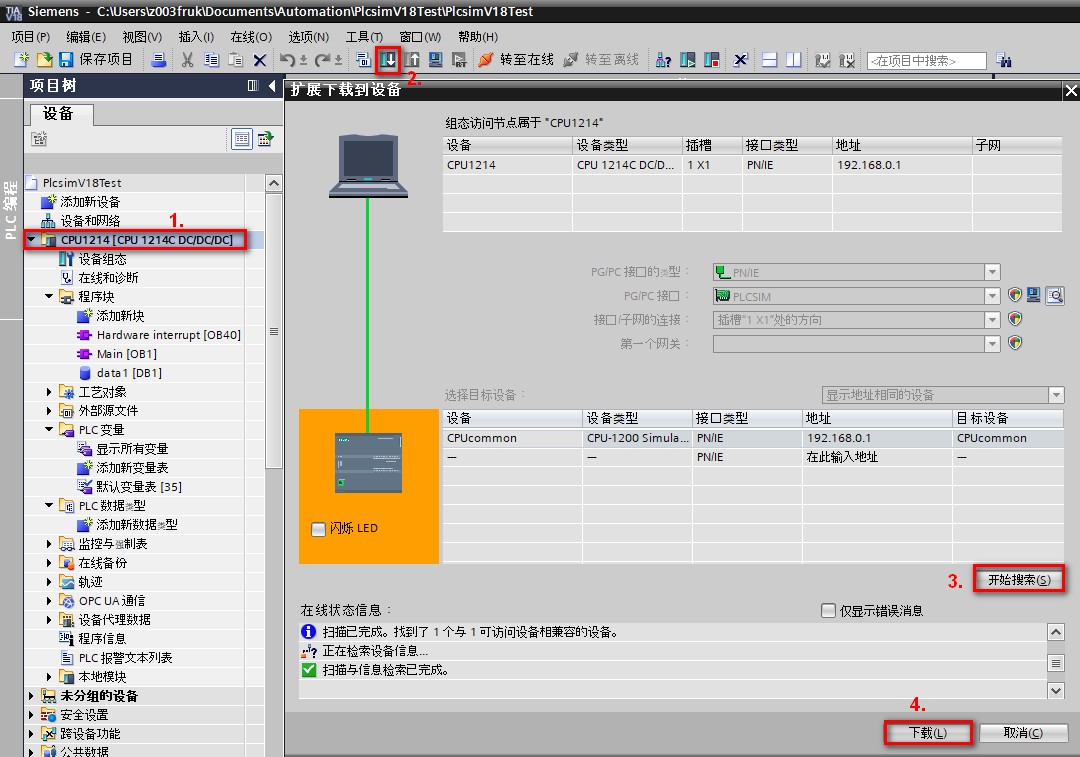 TIA V18 Siemens - C:\Users\z003fruk\Documents\Automation\PlcsimV18Test\PlcsimV18Test
项目(P) 编辑(E) 视图(V) 插入(I) 在线(O) 选项(N) 工具(T) 窗口(W) 帮助(H)
保存项目 转至在线 转至离线 <在项目中搜索>
2.
项目树
设备
PLC 编程
PlcsimV18Test
添加新设备
设备和网络
1.
CPU1214 [CPU 1214C DC/DC/DC]
设备组态
在线和诊断
程序块
添加新块
Hardware interrupt [OB40]
Main [OB1]
data1 [DB1]
工艺对象
外部源文件
PLC 变量
显示所有变量
添加新变量表
默认变量表 [35]
PLC 数据类型
添加新数据类型
监控与强制表
在线备份
轨迹
OPC UA 通信
设备代理数据
程序信息
PLC 报警文本列表
本地模块
未分组的设备
安全设置
跨设备功能
公共数据
扩展下载到设备
组态访问节点属于 "CPU1214"
设备 设备类型 插槽 接口类型 地址 子网
CPU1214 CPU 1214C DC/D... 1 X1 PN/IE 192.168.0.1
PG/PC 接口的类型： PN/IE
PG/PC 接口： PLCSIM
接口/子网的连接： 插槽"1 X1"处的方向
第一个网关：
选择目标设备： 显示地址相同的设备
设备 设备类型 接口类型 地址 目标设备
CPUcommon CPU-1200 Simula... PN/IE 192.168.0.1 CPUcommon
— — PN/IE 在此输入地址 —
闪烁 LED
3. 开始搜索(S)
在线状态信息： 仅显示错误消息
扫描已完成。找到了 1 个与 1 可访问设备相兼容的设备。
正在检索设备信息...
扫描与信息检索已完成。
4.
下载(L) 取消(C)